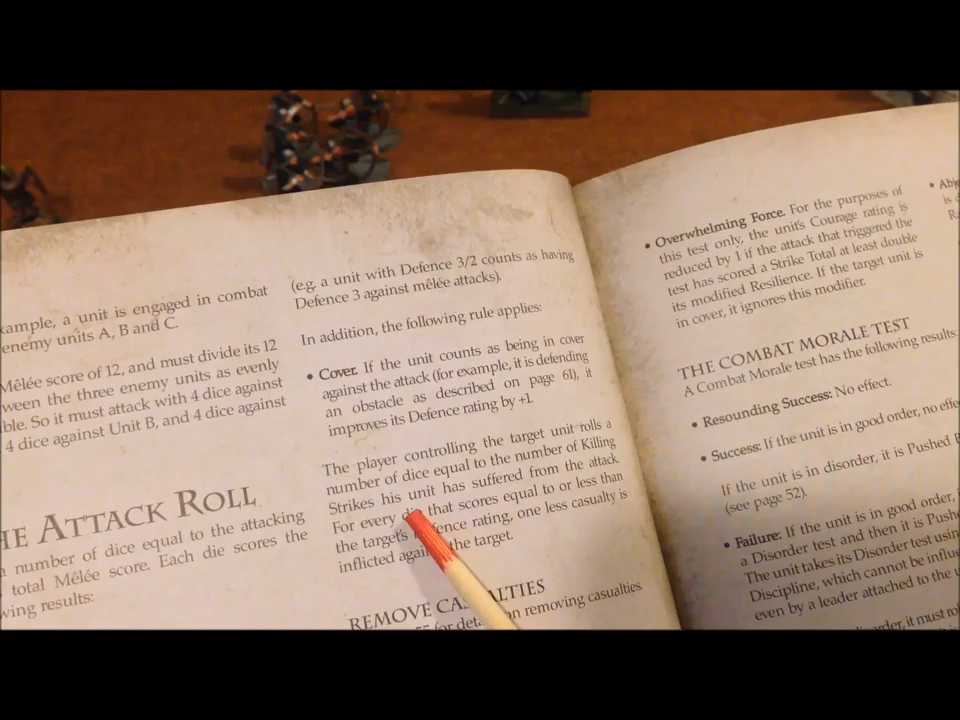 example, a unit is engaged in combat
enemy units A, B and C.
Mêlée score of 12, and must divide its 12
the three enemy units as evenly
So it must attack with 4 dice against
4 dice against Unit B, and 4 dice against
ATTACK ROLL
number of dice equal to the attacking
total Mêlée score. Each die scores the
results:
(e.g. a unit with Defence 3/2 counts as having
Defence 3 against mêlée attacks).
In addition, the following rule applies:
• Cover. If the unit counts as being in cover
against the attack (for example, it is defending
an obstacle as described on page 61), it
improves its Defence rating by +1.
The player controlling the target unit rolls a
number of dice equal to the number of Killing
Strikes his unit has suffered from the attack.
For every die that scores equal to or less than
the target's Defence rating, one less casualty is
inflicted against the target.
REMOVE CASUALTIES
for detail on removing casualties.
• Overwhelming Force. For the purposes of
this test only, the unit's Courage rating is
reduced by 1 if the attack that triggered the
test has scored a Strike Total at least double
its modified Resilience. If the target unit is
in cover, it ignores this modifier.
THE COMBAT MORALE TEST
A Combat Morale test has the following results:
• Resounding Success: No effect.
• Success: If the unit is in good order, no
If the unit is in disorder, it is Pushed
(see page 52).
• Failure: If the unit is in good order,
a Disorder test and then it is
The unit takes its Disorder test
Discipline, which cannot be
even by a leader attached to the
it must
•
is